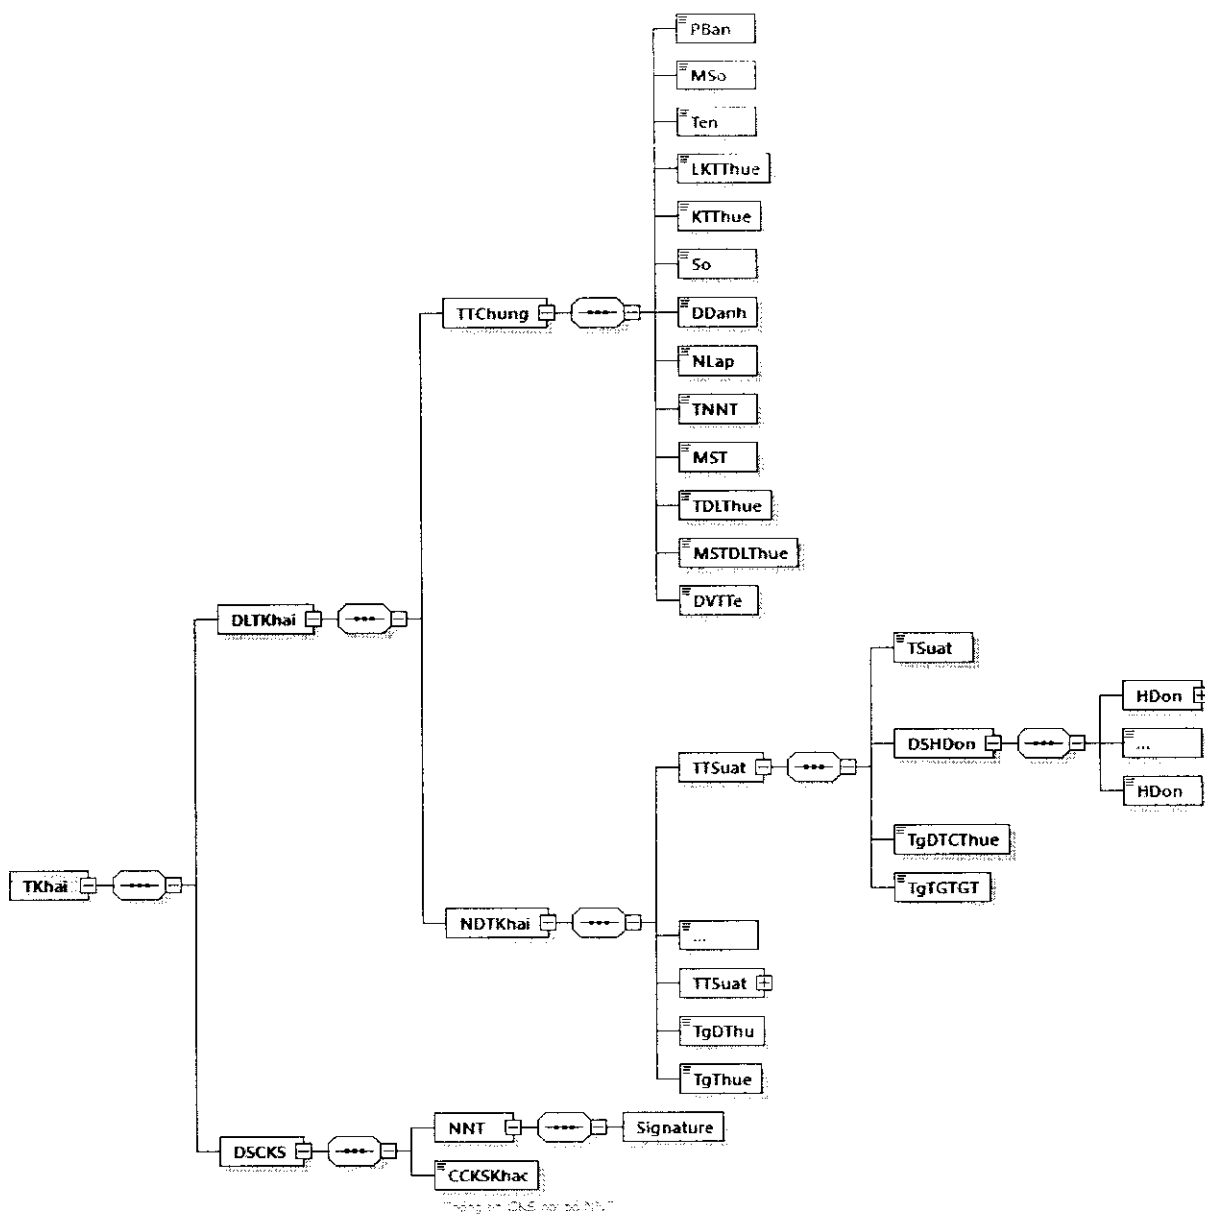 PBan
MSo
Ten
LKTThue
KTThue
So
TTChung
DDanh
NLap
TNNT
MST
TDLThue
MSTDLThue
DVTTe
DLTKhai
TSuat
HDon
DSHDon
...
TTSuat
HDon
TgDTCThue
TKhai
TgTGTGT
NDTKhai
...
TTSuat
TgDThu
TgThue
NNT
Signature
DSCKS
CCKSKhac